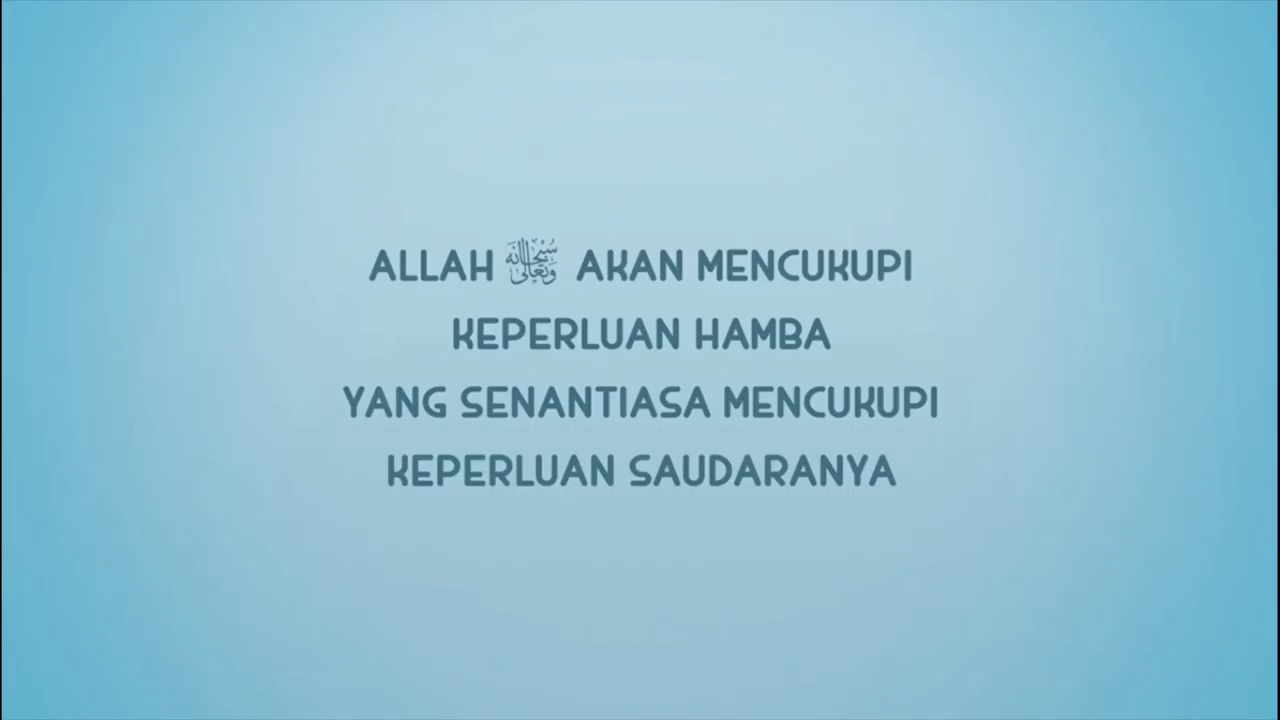 ALLAH سبحانه وتعالى AKAN MENCUKUPI
KEPERLUAN HAMBA
YANG SENANTIASA MENCUKUPI
KEPERLUAN SAUDARANYA